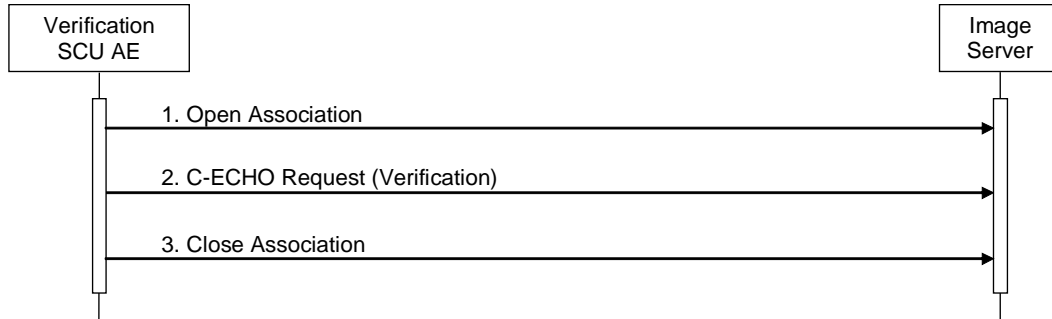 Verification
SCU AE
Image
Server
1. Open Association
2. C-ECHO Request (Verification)
3. Close Association